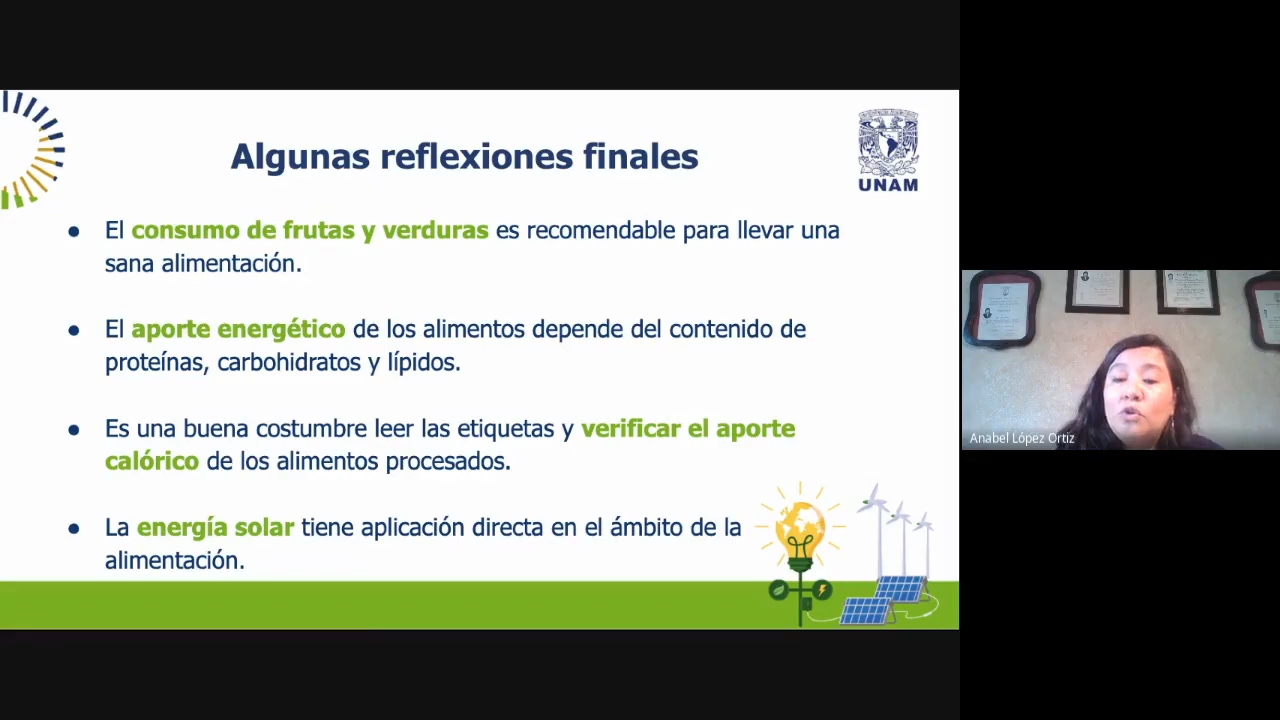 Algunas reflexiones finales
UNAM
● El consumo de frutas y verduras es recomendable para llevar una
sana alimentación.
● El aporte energético de los alimentos depende del contenido de
proteínas, carbohidratos y lípidos.
● Es una buena costumbre leer las etiquetas y verificar el aporte
calórico de los alimentos procesados.
● La energía solar tiene aplicación directa en el ámbito de la
alimentación.
Anabel López Ortiz